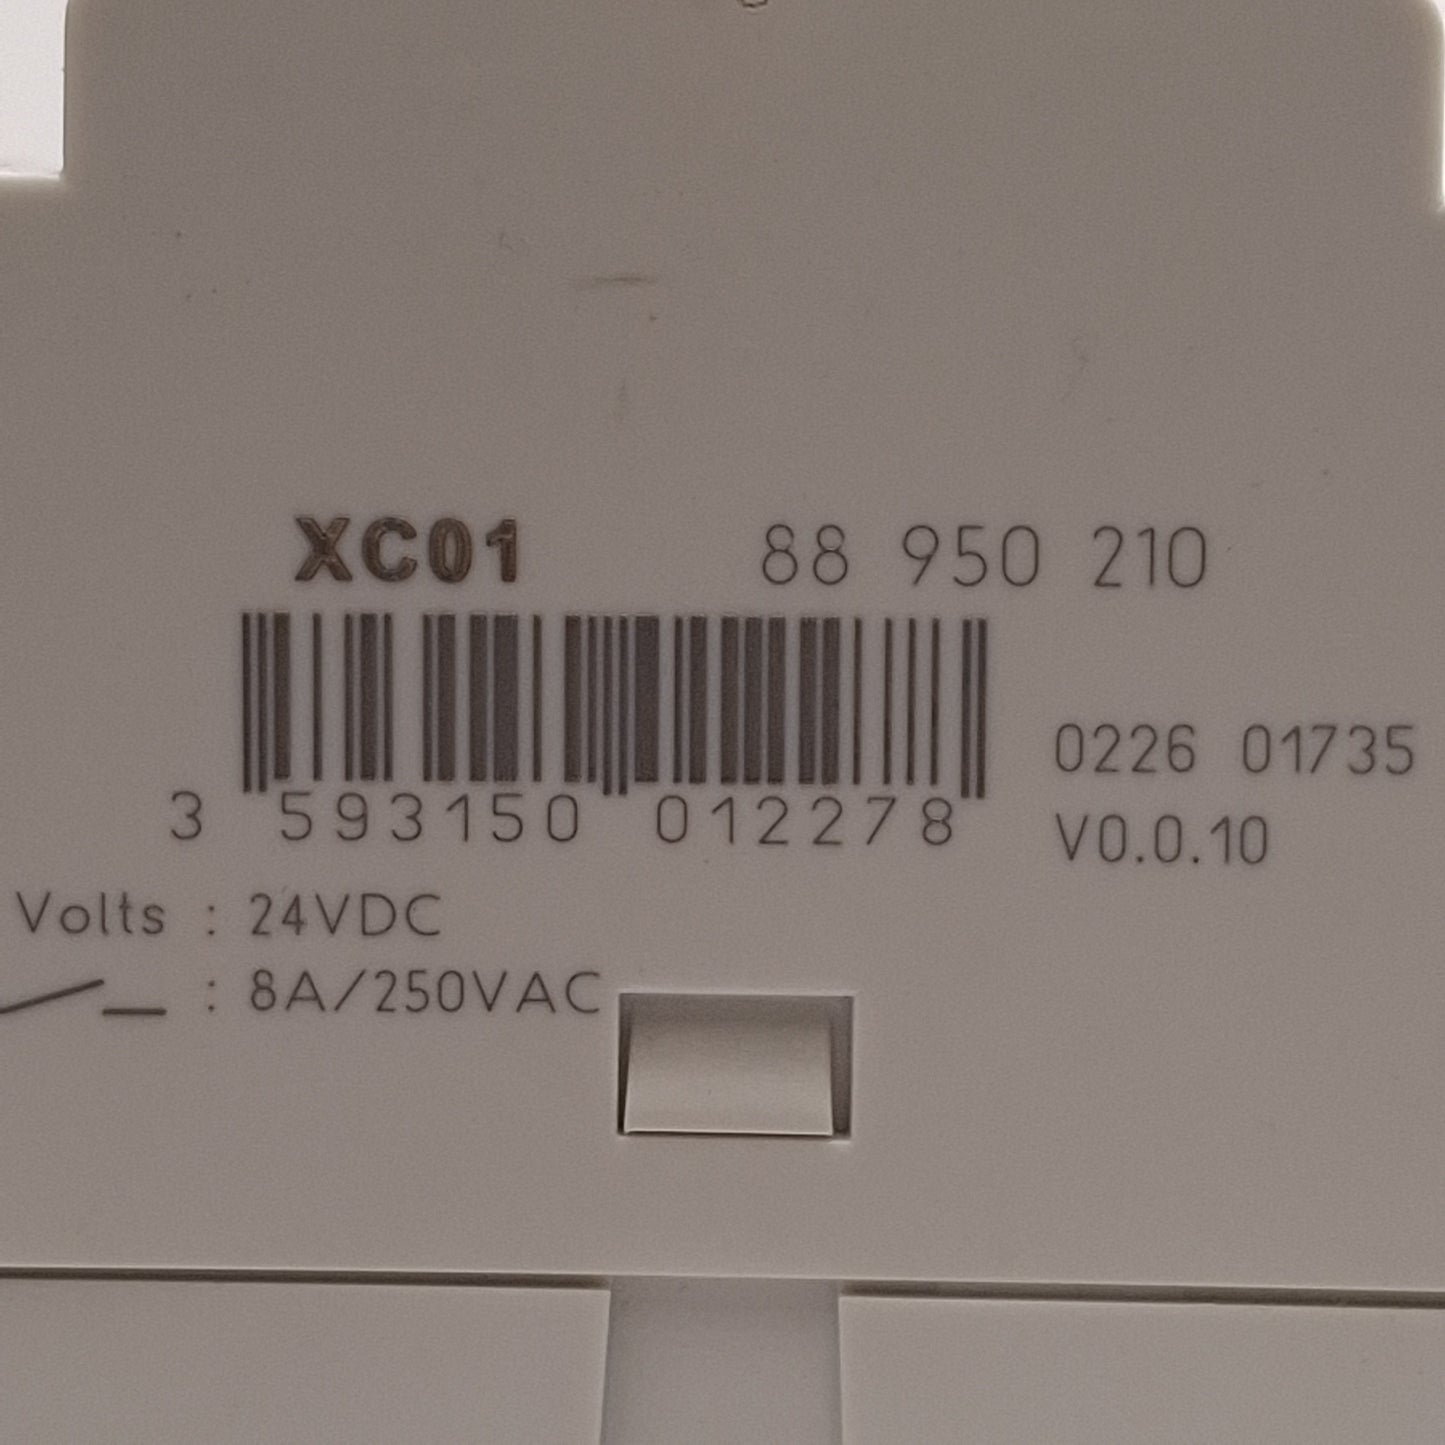 XC01 88 950 210
3 593150 012278
0226 01735
V0.0.10
Volts : 24VDC
: 8A/250VAC